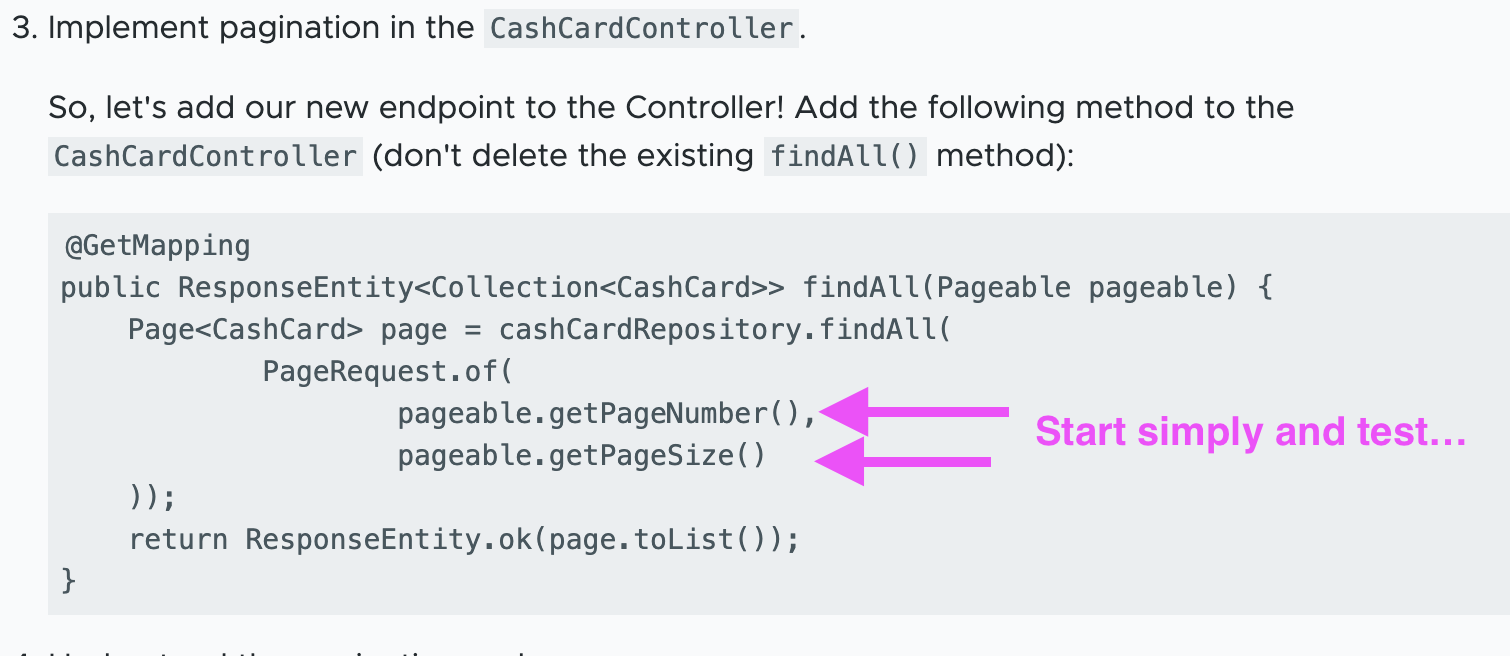 3. Implement pagination in the CashCardController.
So, let's add our new endpoint to the Controller! Add the following method to the
CashCardController (don't delete the existing findAll() method):
@GetMapping
public ResponseEntity<Collection<CashCard>> findAll(Pageable pageable) {
    Page<CashCard> page = cashCardRepository.findAll(
            PageRequest.of(
                    pageable.getPageNumber(),
                    pageable.getPageSize()
    ));
    return ResponseEntity.ok(page.toList());
}
Start simply and test...